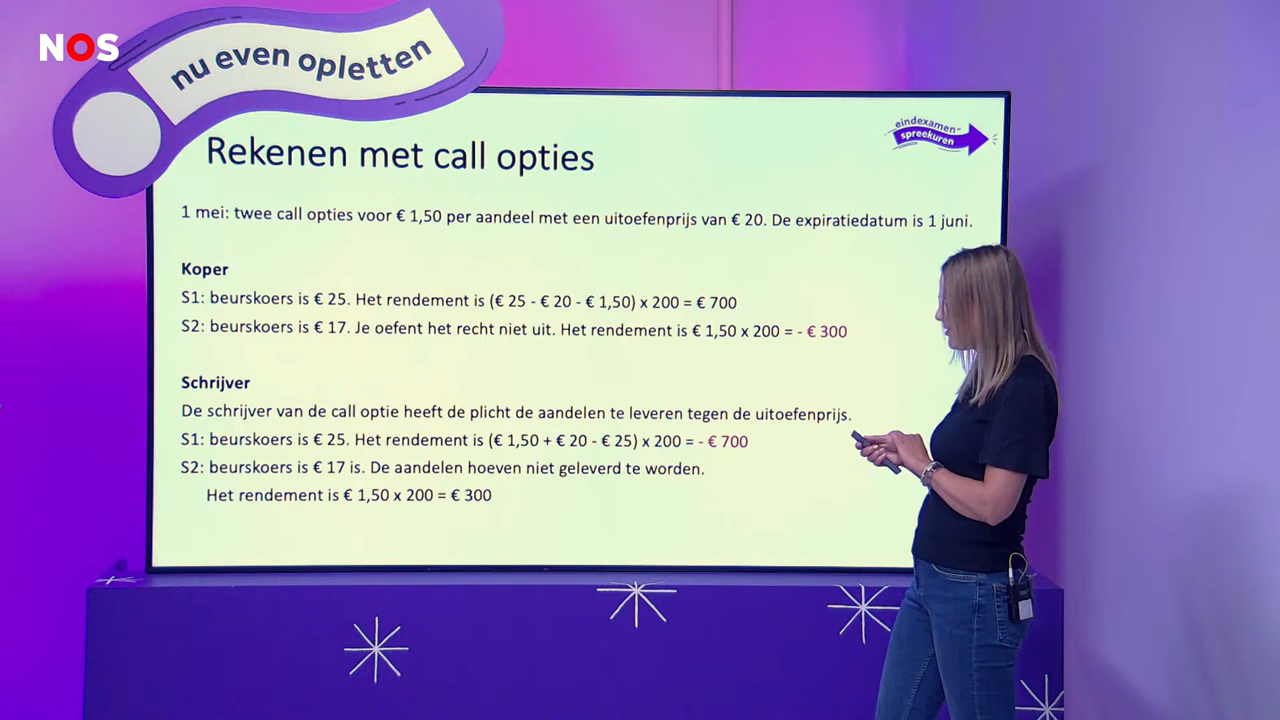 NOS
nu even opletten
eindexamen-
spreekuren
Rekenen met call opties
1 mei: twee call opties voor € 1,50 per aandeel met een uitoefenprijs van € 20. De expiratiedatum is 1 juni.
Koper
S1: beurskoers is € 25. Het rendement is (€ 25 - € 20 - € 1,50) x 200 = € 700
S2: beurskoers is € 17. Je oefent het recht niet uit. Het rendement is € 1,50 x 200 = - € 300
Schrijver
De schrijver van de call optie heeft de plicht de aandelen te leveren tegen de uitoefenprijs.
S1: beurskoers is € 25. Het rendement is (€ 1,50 + € 20 - € 25) x 200 = - € 700
S2: beurskoers is € 17 is. De aandelen hoeven niet geleverd te worden.
Het rendement is € 1,50 x 200 = € 300